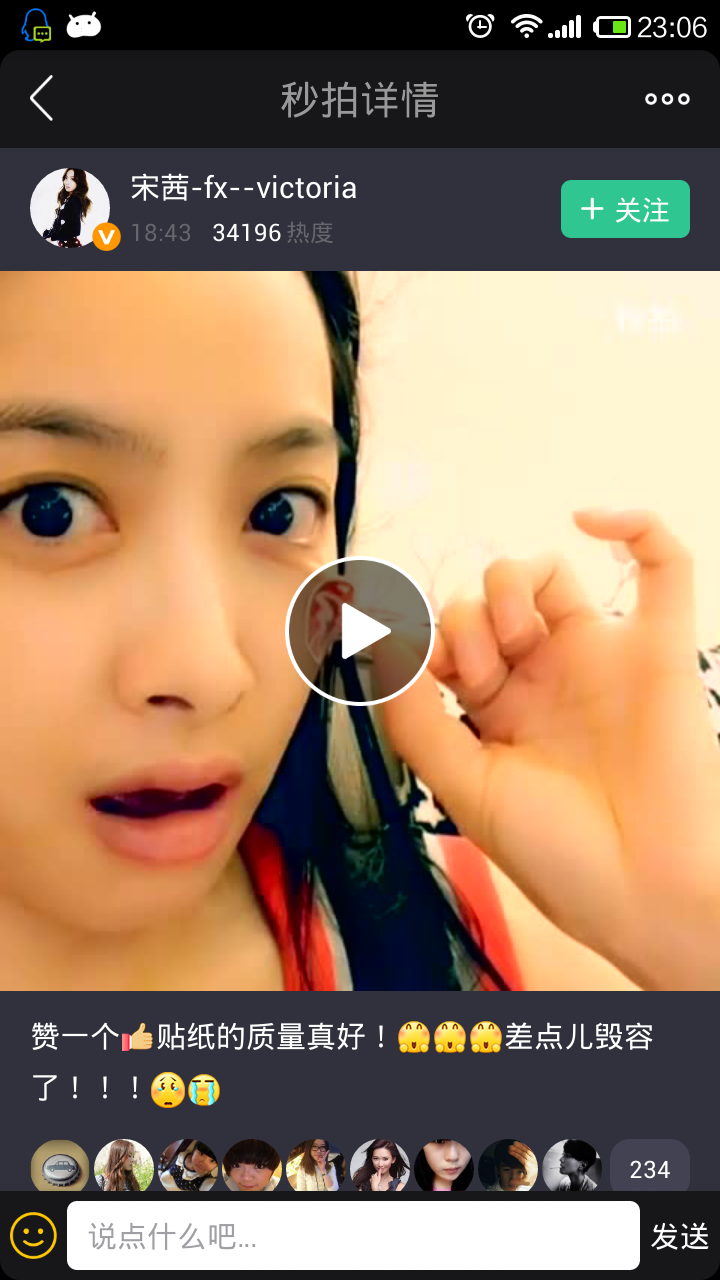 23:06
秒拍详情
宋茜-fx--victoria
18:43 34196 热度
+ 关注
赞一个👍贴纸的质量真好！😱😱😱差点儿毁容
了！！！😩😭
234
说点什么吧...
发送